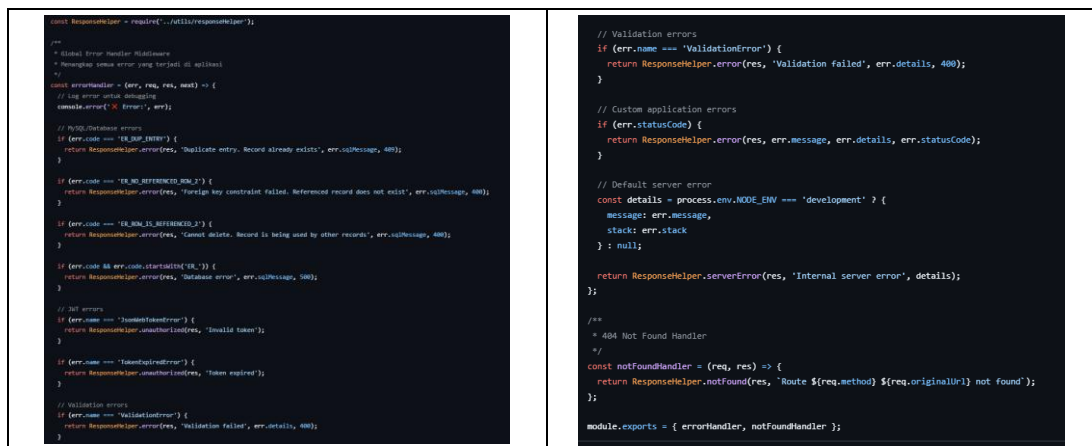 const ResponseHelper = require('../utils/responseHelper');
/**
 * Global Error Handler Middleware
 * Menangkap semua error yang terjadi di aplikasi
 */
const errorHandler = (err, req, res, next) => {
  // Log error untuk debugging
  console.error('❌ Error:', err);
  // MySQL/Database errors
  if (err.code === 'ER_DUP_ENTRY') {
    return ResponseHelper.error(res, 'Duplicate entry. Record already exists', err.sqlMessage, 409);
  }
  if (err.code === 'ER_NO_REFERENCED_ROW_2') {
    return ResponseHelper.error(res, 'Foreign key constraint failed. Referenced record does not exist', err.sqlMessage, 400);
  }
  if (err.code === 'ER_ROW_IS_REFERENCED_2') {
    return ResponseHelper.error(res, 'Cannot delete. Record is being used by other records', err.sqlMessage, 400);
  }
  if (err.code && err.code.startsWith('ER_')) {
    return ResponseHelper.error(res, 'Database error', err.sqlMessage, 500);
  }
  // JWT errors
  if (err.name === 'JsonWebTokenError') {
    return ResponseHelper.unauthorized(res, 'Invalid token');
  }
  if (err.name === 'TokenExpiredError') {
    return ResponseHelper.unauthorized(res, 'Token expired');
  }
  // Validation errors
  if (err.name === 'ValidationError') {
    return ResponseHelper.error(res, 'Validation failed', err.details, 400);
  }
  // Validation errors
  if (err.name === 'ValidationError') {
    return ResponseHelper.error(res, 'Validation failed', err.details, 400);
  }
  // Custom application errors
  if (err.statusCode) {
    return ResponseHelper.error(res, err.message, err.details, err.statusCode);
  }
  // Default server error
  const details = process.env.NODE_ENV === 'development' ? {
    message: err.message,
    stack: err.stack
  } : null;
  return ResponseHelper.serverError(res, 'Internal server error', details);
};
/**
 * 404 Not Found Handler
 */
const notFoundHandler = (req, res) => {
  return ResponseHelper.notFound(res, `Route ${req.method} ${req.originalUrl} not found`);
};
module.exports = { errorHandler, notFoundHandler };